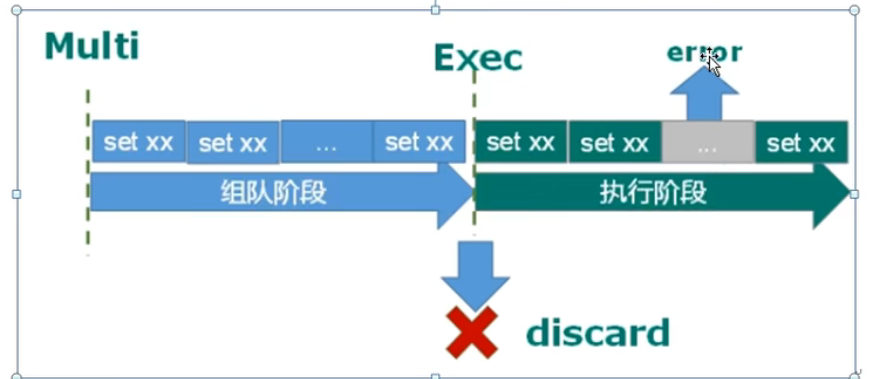 Multi
Exec
error
set xx
set xx
...
set xx
set xx
set xx
...
set xx
组队阶段
执行阶段
discard